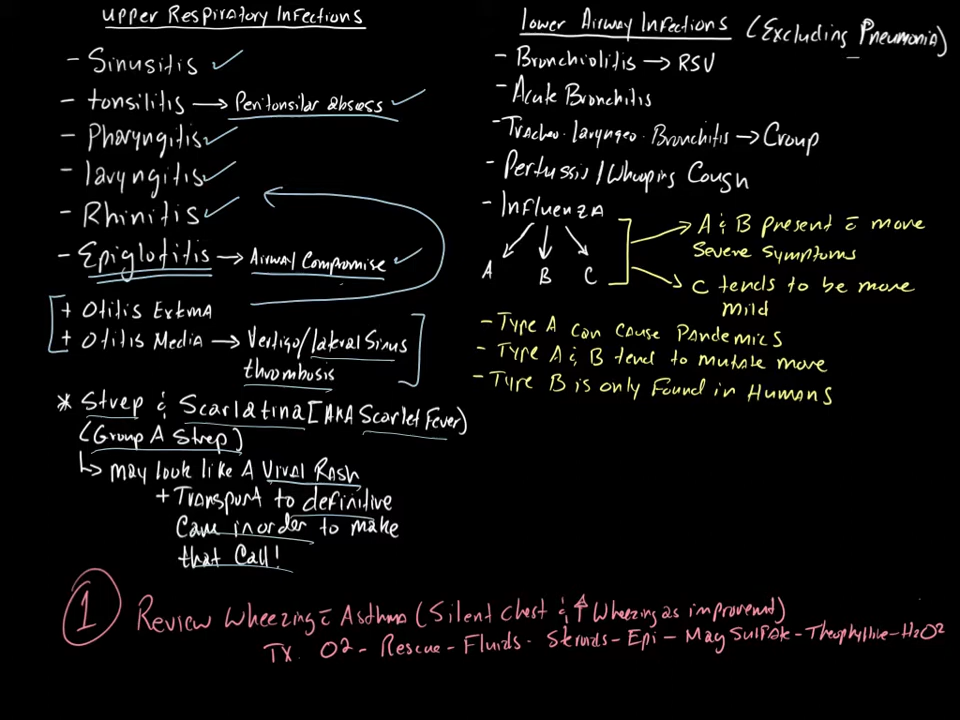 Upper Respiratory Infections
- Sinusitis ✓
- tonsilitis → Peritonsilar absess ✓
- Pharyngitis ✓
- laryngitis ✓
- Rhinitis ✓
- Epiglotitis → Airway Compromise ✓
+ Otitis Externa
+ Otitis Media → Vertigo/lateral Sinus
thrombosis
* Strep & Scarlatina [AKA Scarlet Fever)
(Group A Strep)
↳ may look like A Viral Rash
+ Transport to definitive
Care inorder to make
that Call!
lower Airway Infections (Excluding Pneumonia)
- Bronchiolitis → RSV
- Acute Bronchitis
- Tracheo-laryngeo-Bronchitis → Croup
- Pertussis/Whooping Cough
- Influenza
A B C
→ A & B present c̄ more
Severe Symptoms
→ C tends to be more
mild
- Type A can cause Pandemics
- Type A & B tend to mutate more
- Type B is only Found in Humans
1 Review Wheezing c̄ Asthma (Silent Chest & ↑ Wheezing as improvement)
TX. O2 - Rescue - Fluids - Steroids - Epi - Mag Sulfate - Theophylline - H2O2